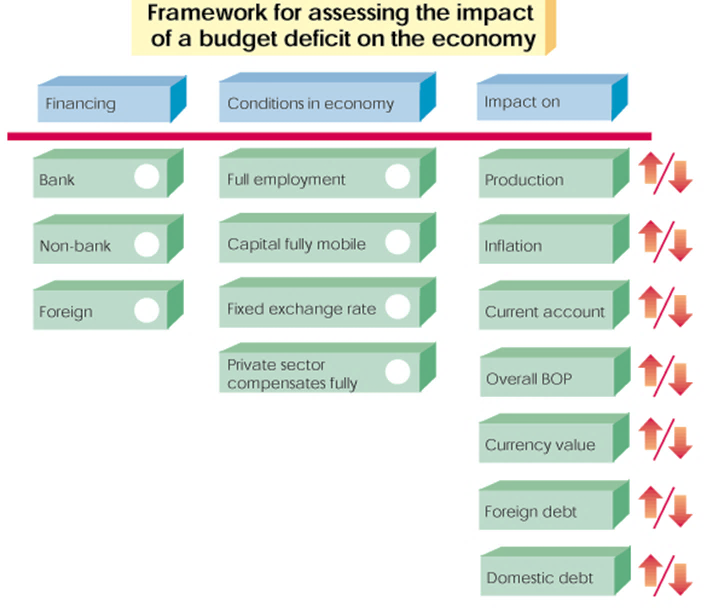 Framework for assessing the impact
of a budget deficit on the economy
Financing
Conditions in economy
Impact on
Bank
Non-bank
Foreign
Full employment
Capital fully mobile
Fixed exchange rate
Private sector
compensates fully
Production
Inflation
Current account
Overall BOP
Currency value
Foreign debt
Domestic debt